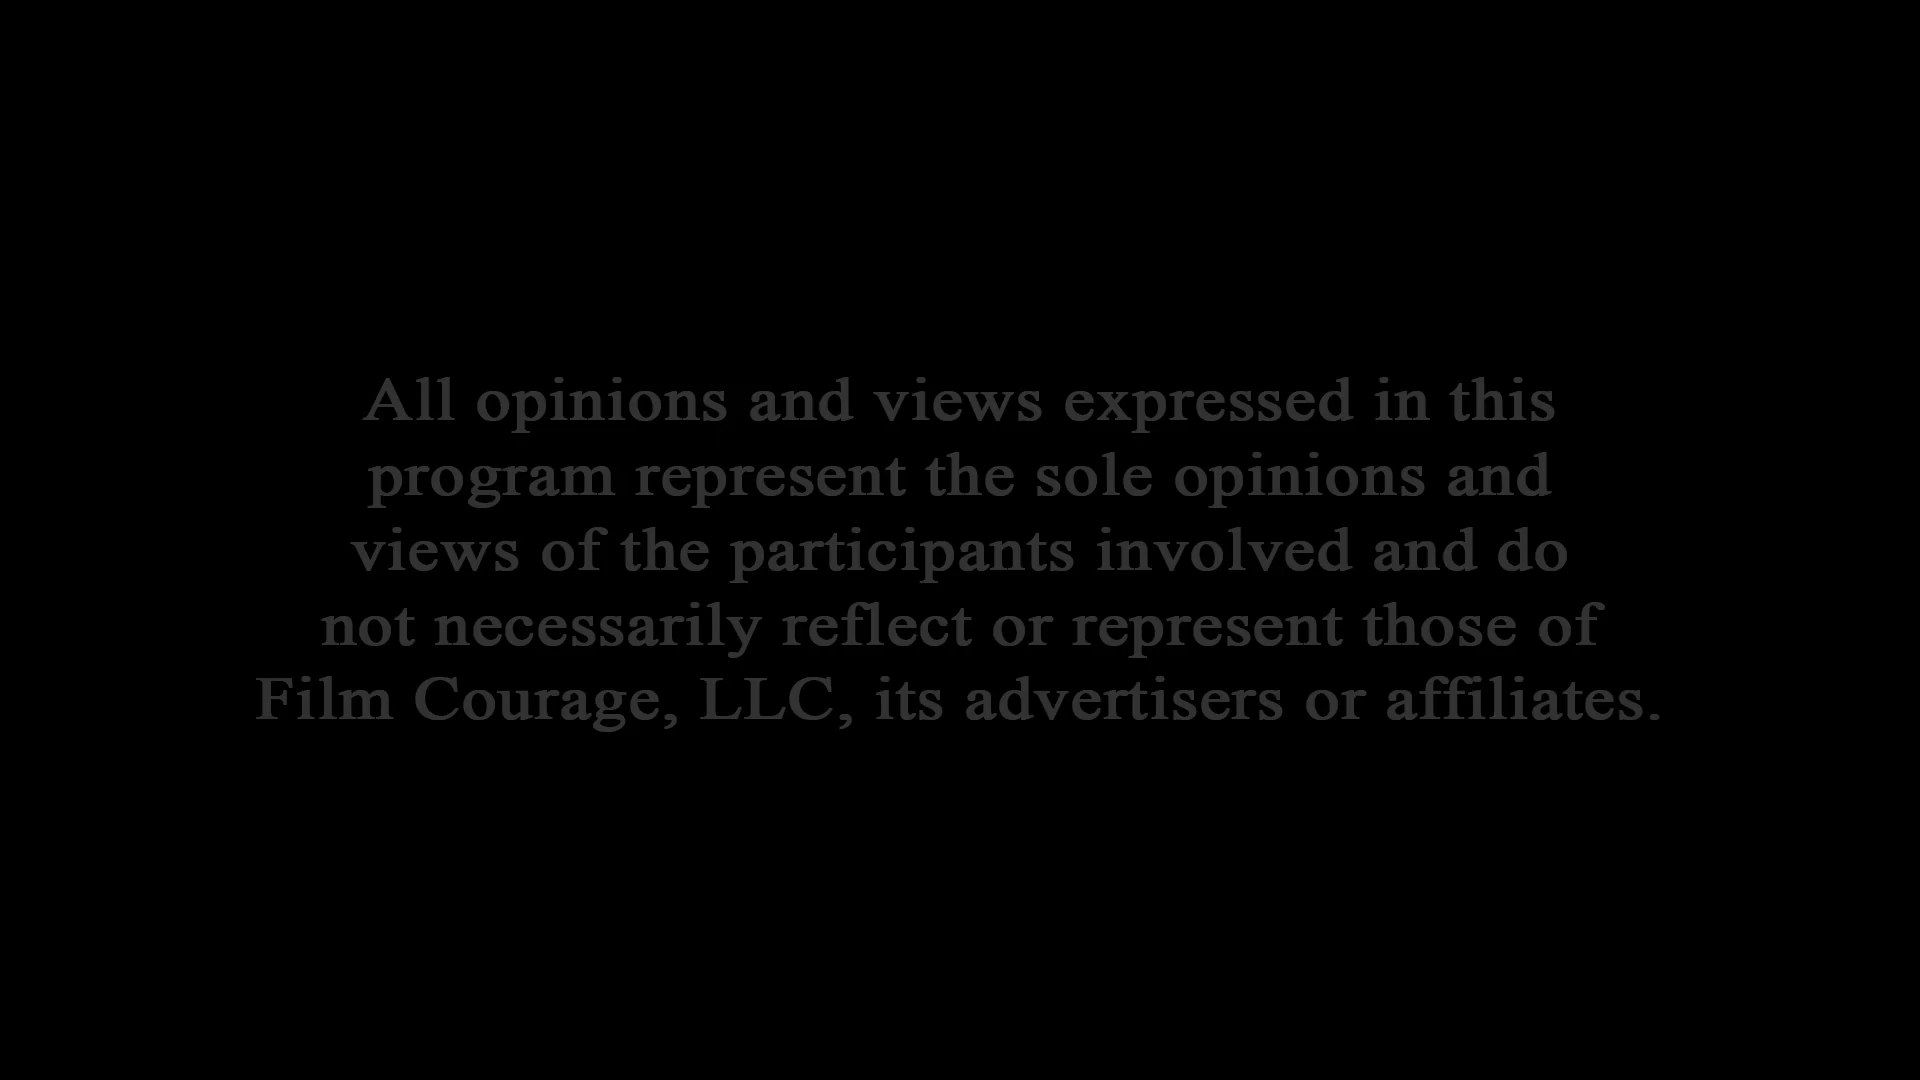 All opinions and views expressed in this
program represent the sole opinions and
views of the participants involved and do
not necessarily reflect or represent those of
Film Courage, LLC, its advertisers or affiliates.